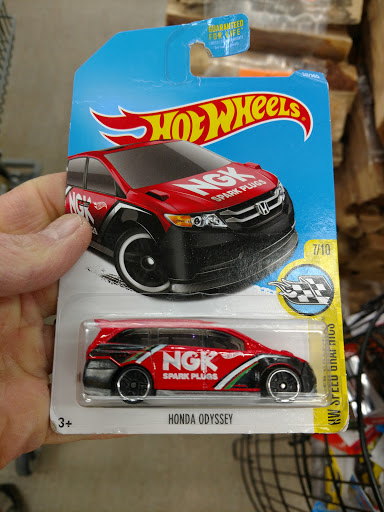 GUARANTEED
FOR LIFE
HOT WHEELS
NGK
SPARK PLUGS
NGK
7/10
HW SPEED GRAPHICS
NGK
SPARK PLUGS
HONDA ODYSSEY
3+